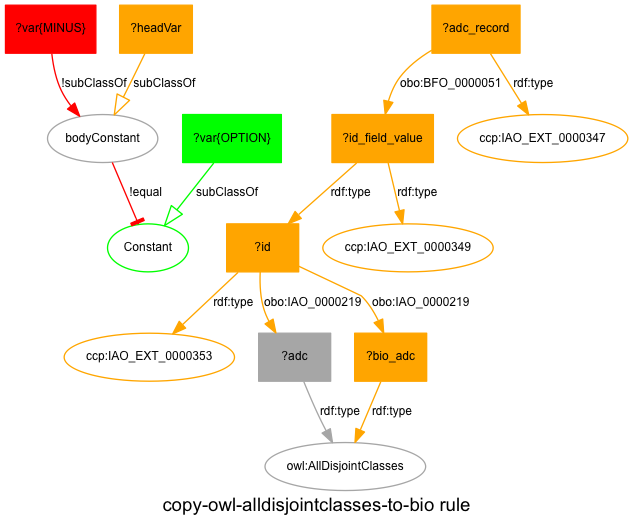 ?var{MINUS}
?headVar
?adc_record
!subClassOf
subClassOf
obo:BFO_0000051
rdf:type
bodyConstant
?var{OPTION}
?id_field_value
ccp:IAO_EXT_0000347
!equal
subClassOf
rdf:type
rdf:type
Constant
?id
ccp:IAO_EXT_0000349
rdf:type
obo:IAO_0000219
obo:IAO_0000219
ccp:IAO_EXT_0000353
?adc
?bio_adc
rdf:type
rdf:type
owl:AllDisjointClasses
copy-owl-alldisjointclasses-to-bio rule